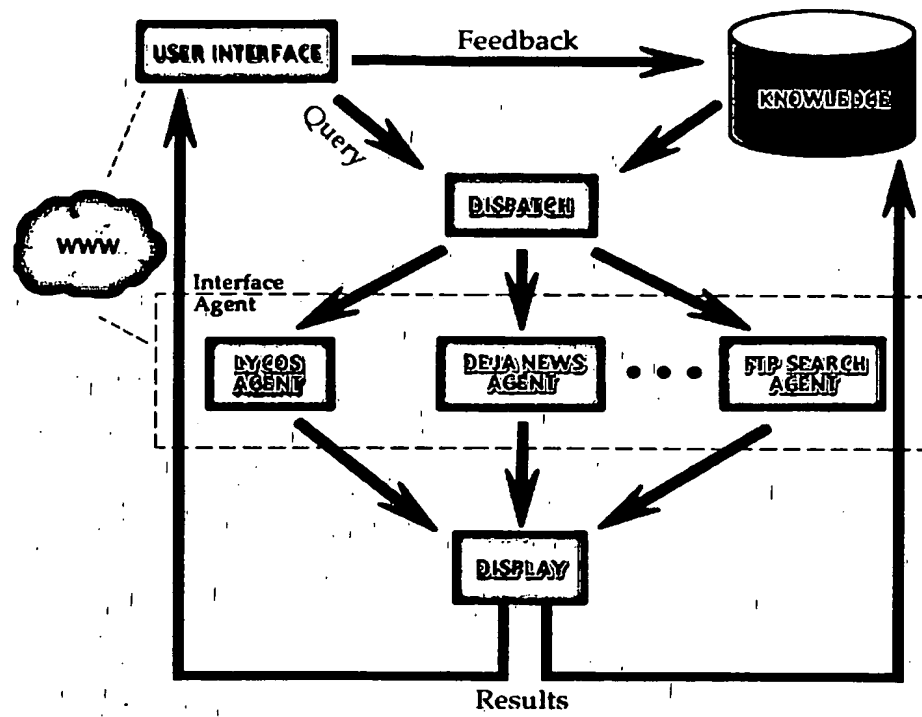 USER INTERFACE
Feedback
KNOWLEDGE
Query
DISPATCH
WWW
Interface
Agent
LYCOS
AGENT
DEJA NEWS
AGENT
FTP SEARCH
AGENT
DISPLAY
Results